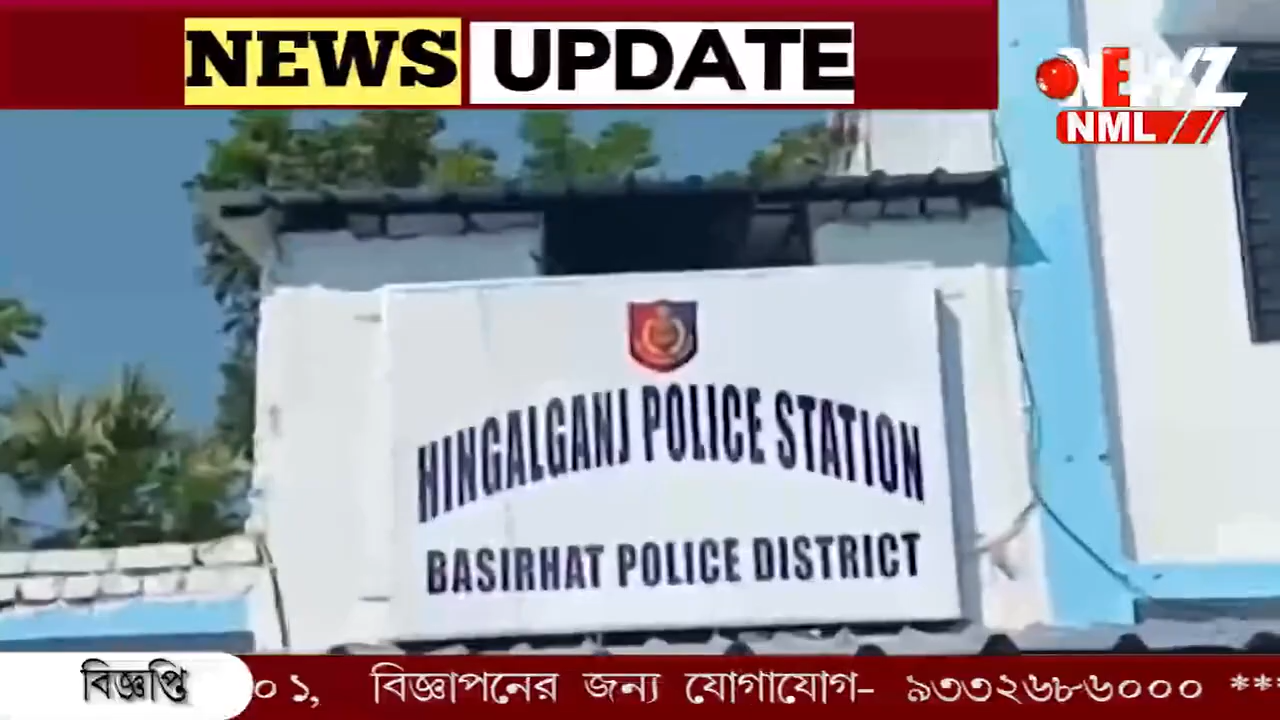 NEWS UPDATE
NEWZ
NML
HINGALGANJ POLICE STATION
BASIRHAT POLICE DISTRICT
বিজ্ঞপ্তি
০১, বিজ্ঞাপনের জন্য যোগাযোগ- ৯৩৩২৬৮৬০০০ ***